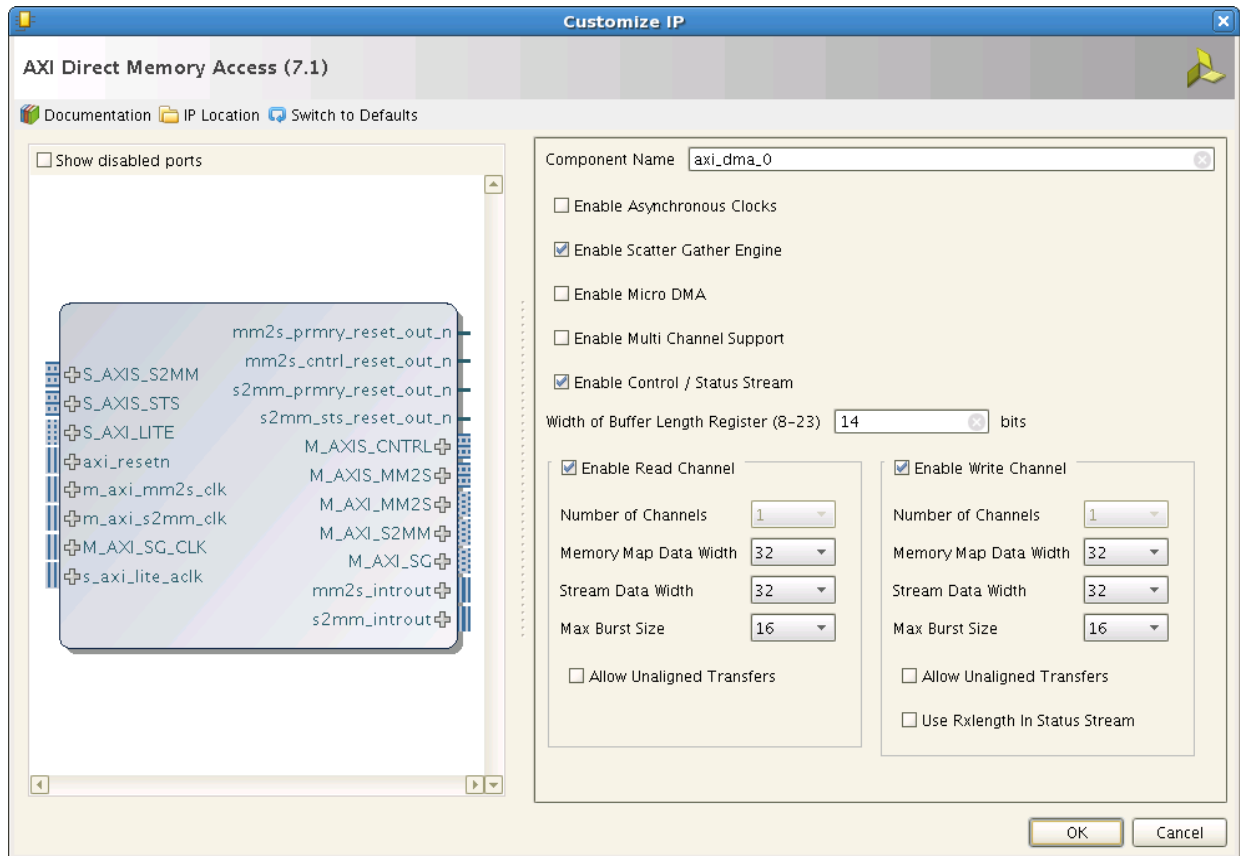 Customize IP
AXI Direct Memory Access (7.1)
Documentation IP Location Switch to Defaults
Show disabled ports
mm2s_prmry_reset_out_n
mm2s_cntrl_reset_out_n
s2mm_prmry_reset_out_n
s2mm_sts_reset_out_n
M_AXIS_CNTRL
M_AXIS_MM2S
M_AXI_MM2S
M_AXI_S2MM
M_AXI_SG
mm2s_introut
s2mm_introut
S_AXIS_S2MM
S_AXIS_STS
S_AXI_LITE
axi_resetn
m_axi_mm2s_clk
m_axi_s2mm_clk
M_AXI_SG_CLK
s_axi_lite_aclk
Component Name axi_dma_0
Enable Asynchronous Clocks
Enable Scatter Gather Engine
Enable Micro DMA
Enable Multi Channel Support
Enable Control / Status Stream
Width of Buffer Length Register (8-23) 14 bits
Enable Read Channel
Number of Channels 1
Memory Map Data Width 32
Stream Data Width 32
Max Burst Size 16
Allow Unaligned Transfers
Enable Write Channel
Number of Channels 1
Memory Map Data Width 32
Stream Data Width 32
Max Burst Size 16
Allow Unaligned Transfers
Use Rxlength In Status Stream
OK Cancel